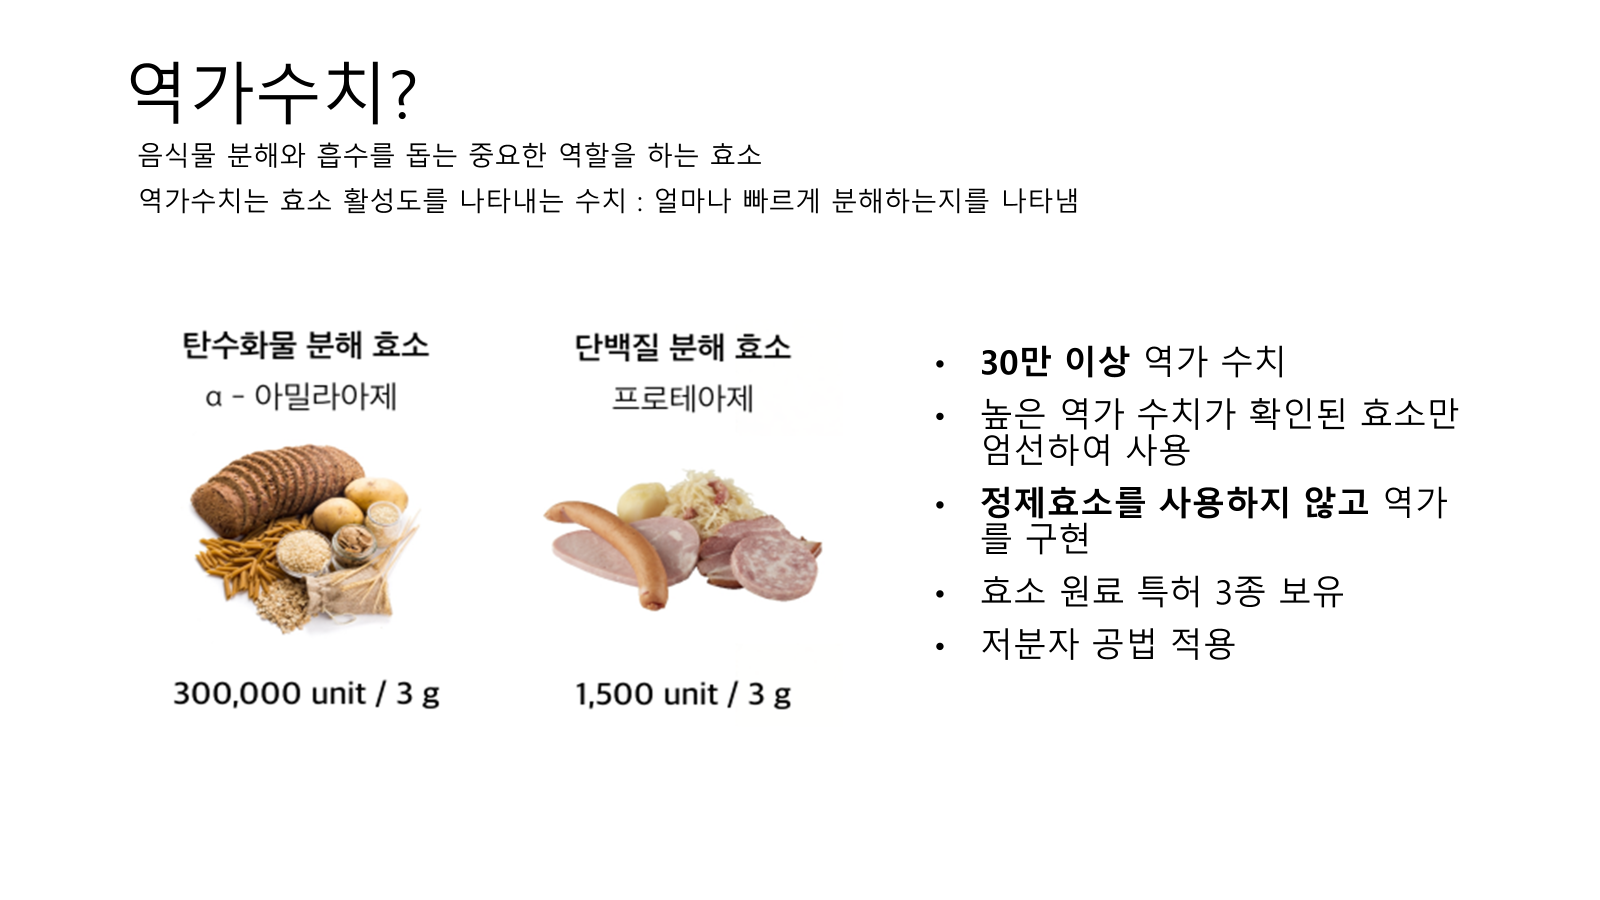 역가수치?
음식물 분해와 흡수를 돕는 중요한 역할을 하는 효소
역가수치는 효소 활성도를 나타내는 수치 : 얼마나 빠르게 분해하는지를 나타냄
탄수화물 분해 효소
α - 아밀라아제
300,000 unit / 3 g
단백질 분해 효소
프로테아제
1,500 unit / 3 g
• 30만 이상 역가 수치
• 높은 역가 수치가 확인된 효소만
엄선하여 사용
• 정제효소를 사용하지 않고 역가
를 구현
• 효소 원료 특허 3종 보유
• 저분자 공법 적용